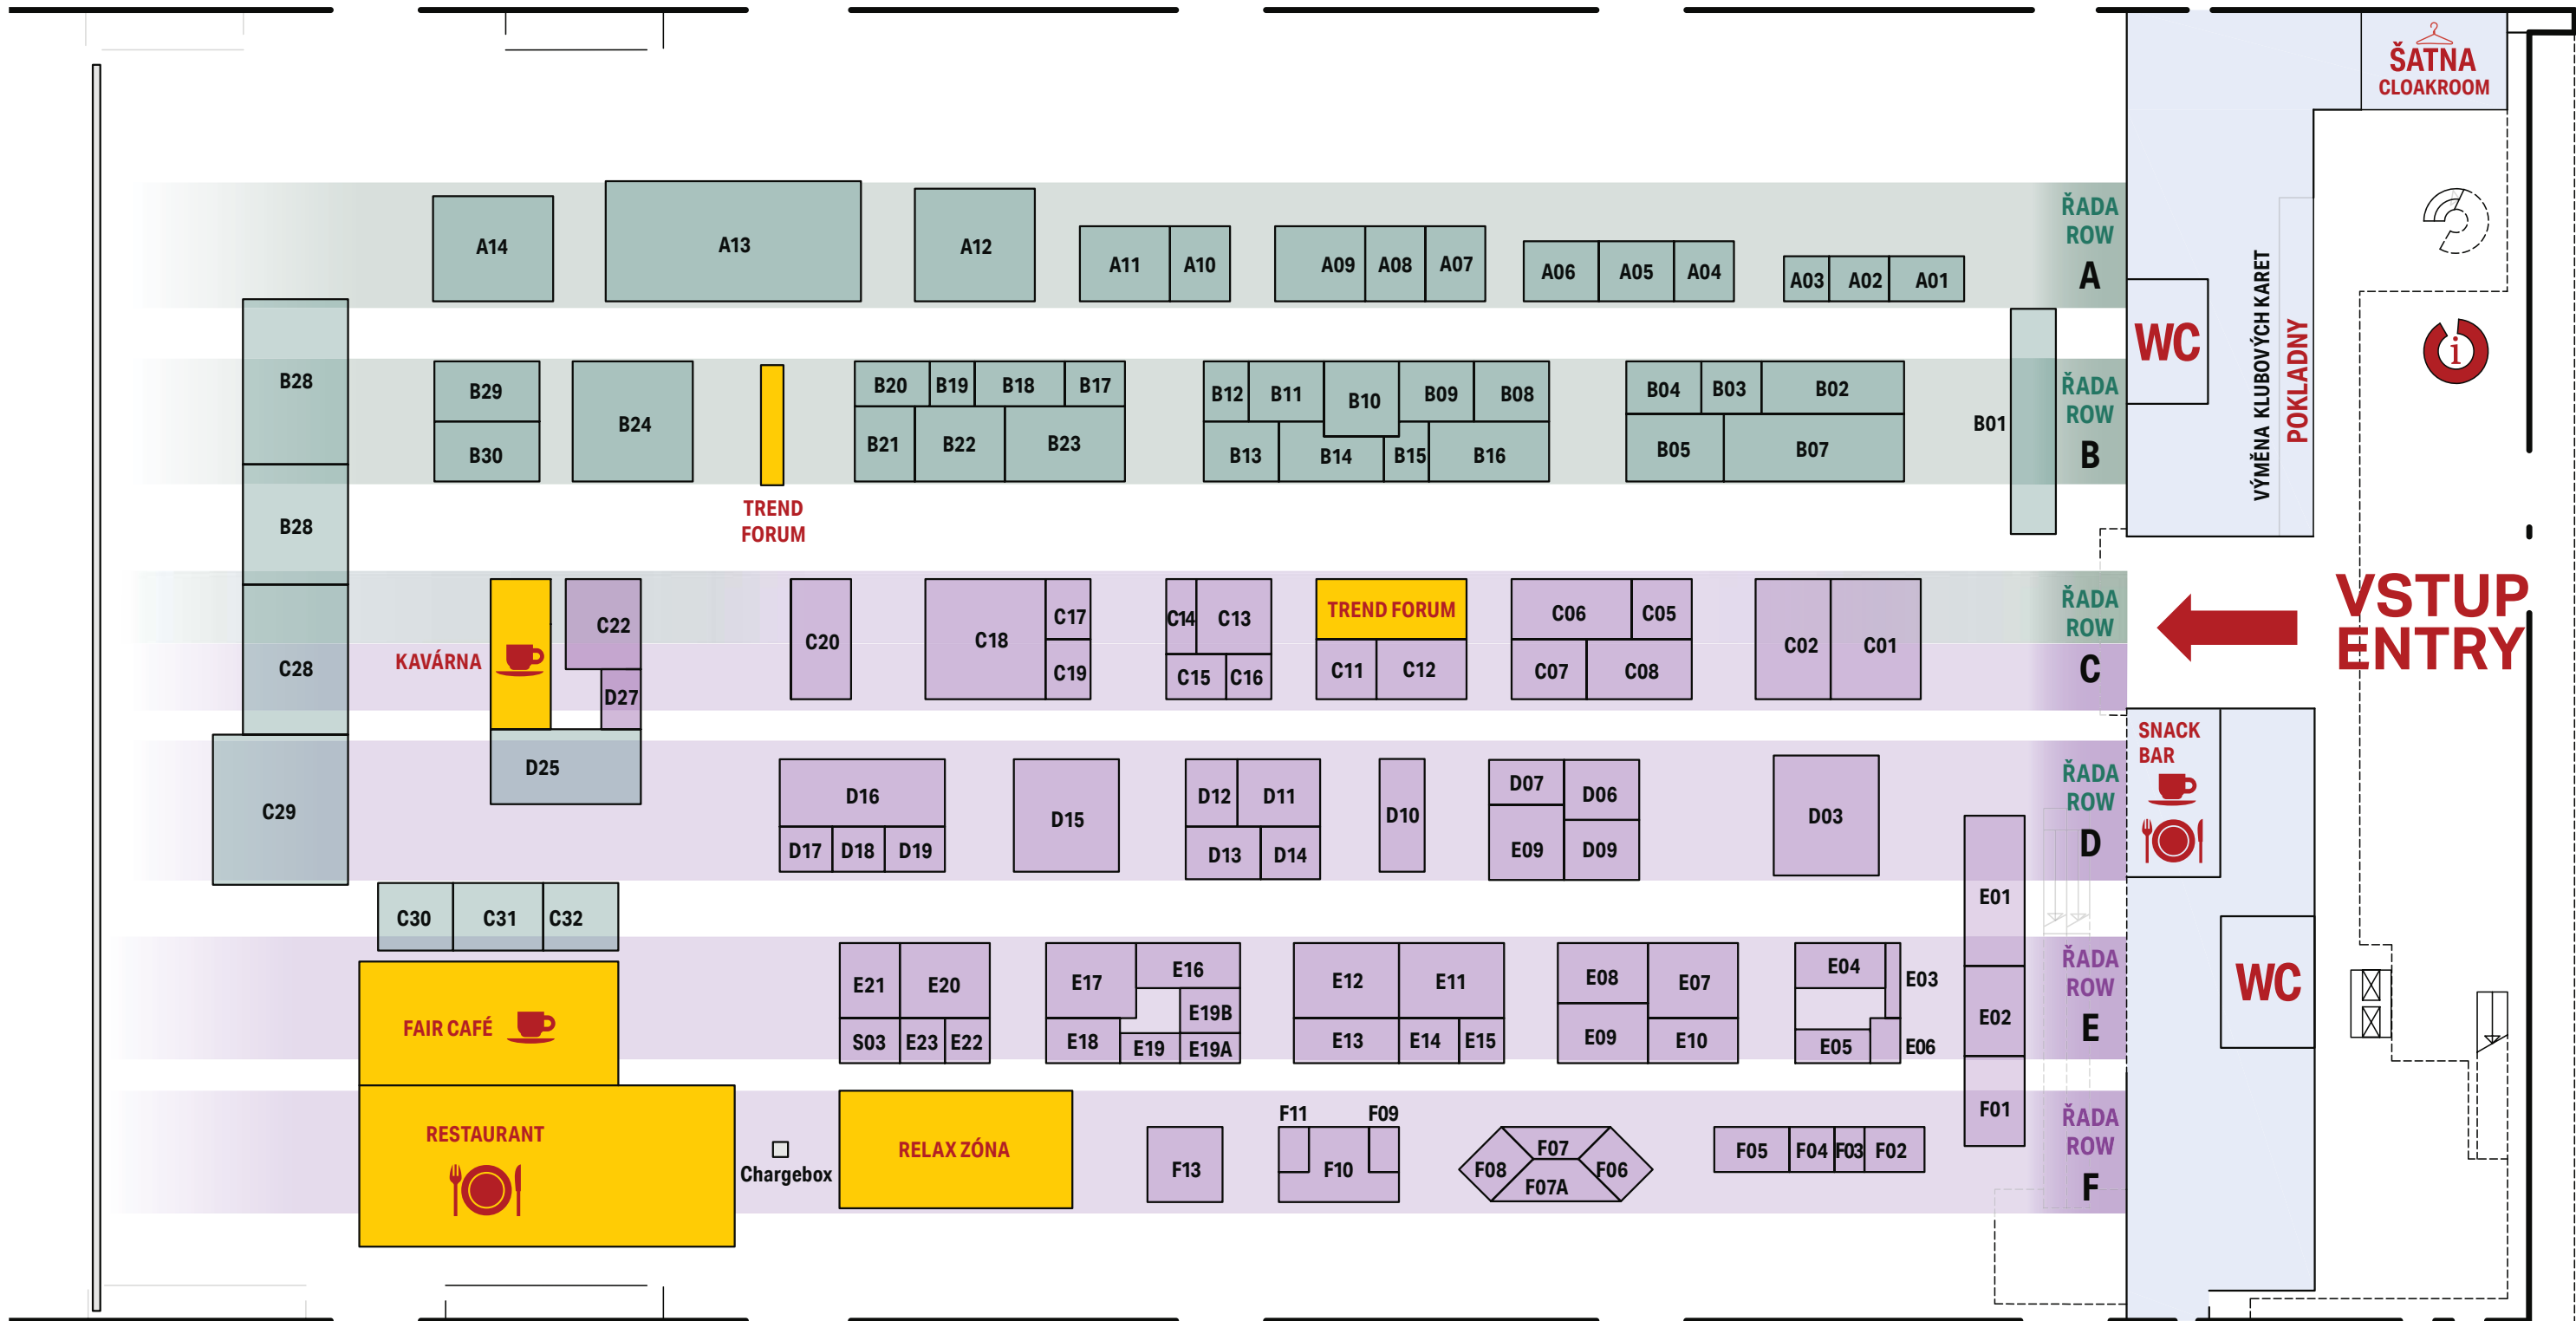 ŠATNA
CLOAKROOM
ŘADA
ROW
A
A14
A13
A12
A11
A10
A09
A08
A07
A06
A05
A04
A03
A02
A01
WC
VÝMĚNA KLUBOVÝCH KARET
POKLADNY
i
ŘADA
ROW
B
B28
B29
B30
B24
TREND
FORUM
B20
B19
B18
B17
B21
B22
B23
B12
B11
B10
B09
B08
B13
B14
B15
B16
B04
B03
B02
B05
B07
B01
B28
VSTUP
ENTRY
ŘADA
ROW
C
C28
KAVÁRNA
C22
D27
C20
C18
C17
C19
C14
C13
C15
C16
TREND FORUM
C11
C12
C06
C05
C07
C08
C02
C01
SNACK
BAR
ŘADA
ROW
D
C29
D25
D16
D17
D18
D19
D15
D12
D11
D13
D14
D10
D07
D06
E09
D09
D03
E01
C30
C31
C32
ŘADA
ROW
E
WC
FAIR CAFÉ
E21
E20
S03
E23
E22
E17
E16
E19B
E18
E19
E19A
E12
E11
E13
E14
E15
E08
E07
E09
E10
E04
E03
E05
E06
E02
F01
ŘADA
ROW
F
RESTAURANT
Chargebox
RELAX ZÓNA
F13
F11
F09
F10
F08
F07
F07A
F06
F05
F04
F03
F02